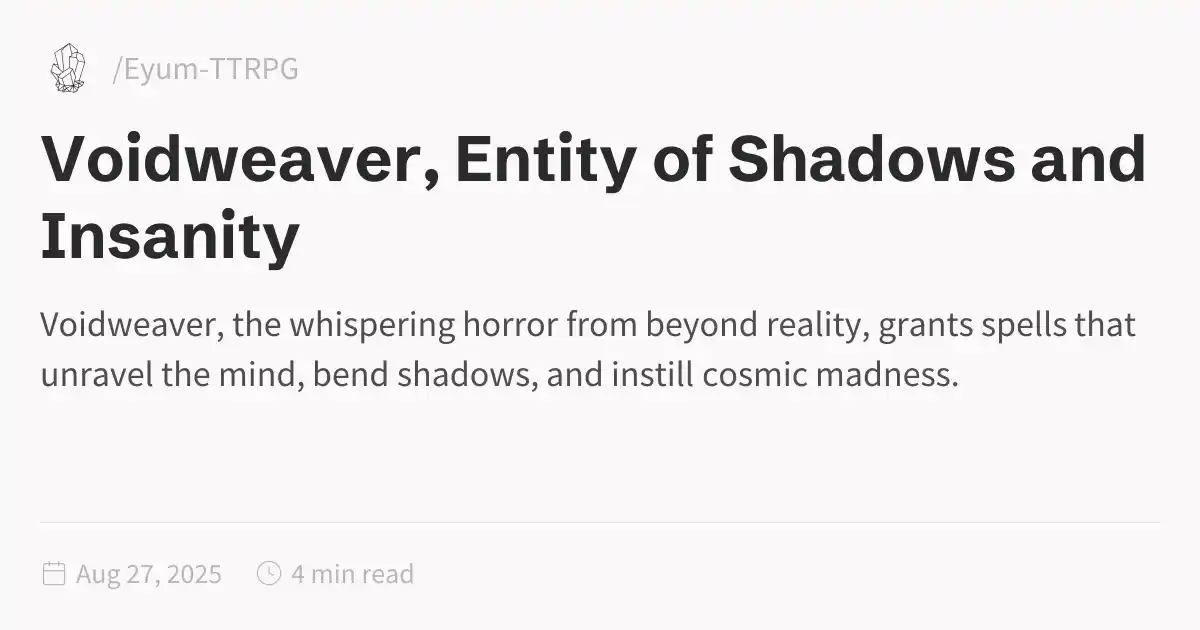 /Eyum-TTRPG
Voidweaver, Entity of Shadows and
Insanity
Voidweaver, the whispering horror from beyond reality, grants spells that
unravel the mind, bend shadows, and instill cosmic madness.
Aug 27, 2025 4 min read